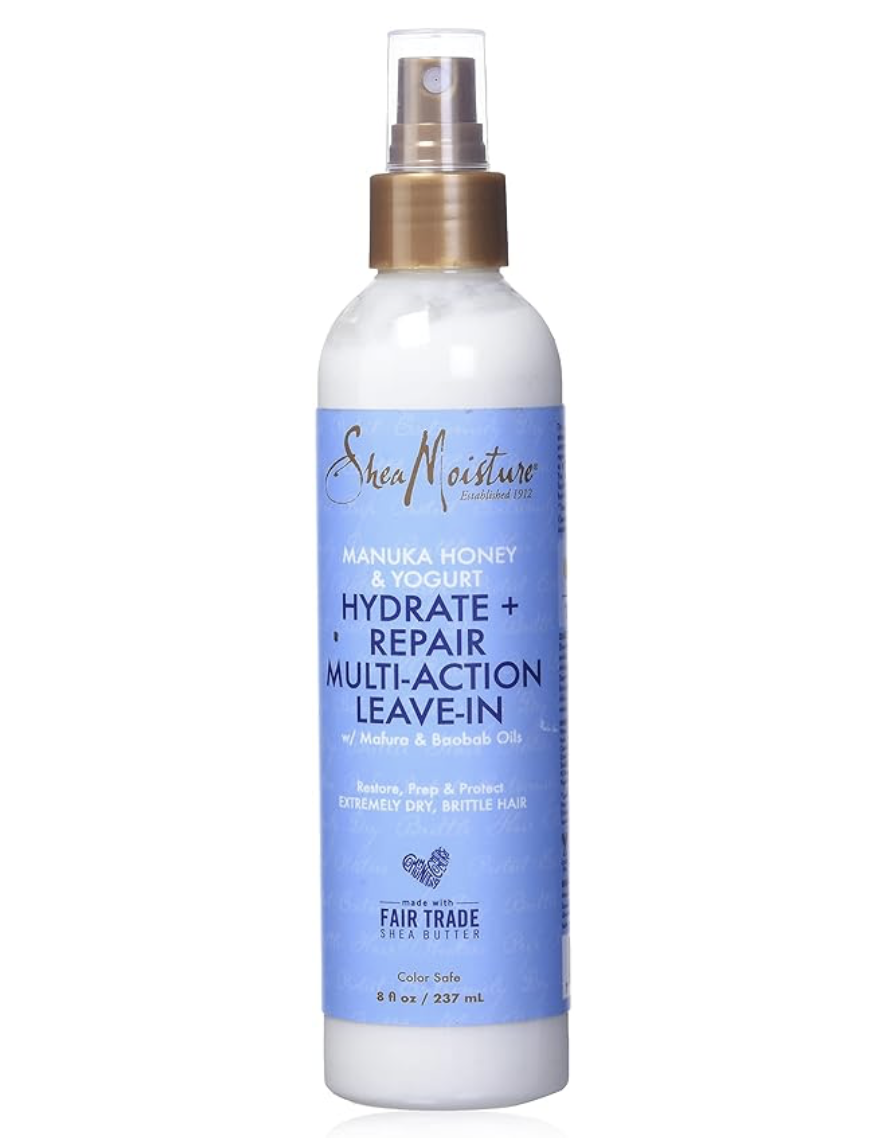 SheaMoisture®
Established 1912
MANUKA HONEY
& YOGURT
HYDRATE +
REPAIR
MULTI-ACTION
LEAVE-IN
w/ Mafura & Baobab Oils
Restore, Prep & Protect
EXTREMELY DRY, BRITTLE HAIR
made with
FAIR TRADE
SHEA BUTTER
Color Safe
8 fl oz / 237 mL